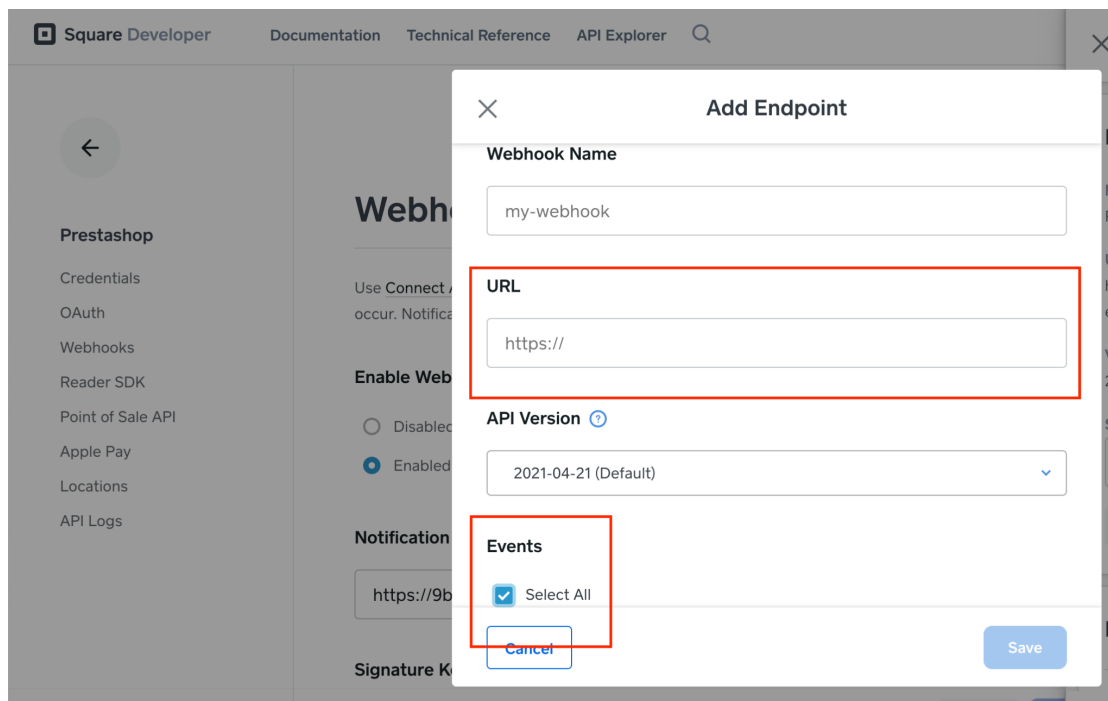 Square Developer
Documentation
Technical Reference
API Explorer
Prestashop
Credentials
OAuth
Webhooks
Reader SDK
Point of Sale API
Apple Pay
Locations
API Logs
Use Connect
occur.
Enable
Disabled
Enabled
Notification
https://9b
Signature
Add Endpoint
Webhook Name
my-webhook
URL
https://
API Version
2021-04-21 (Default)
Events
Select All
Cancel
Save